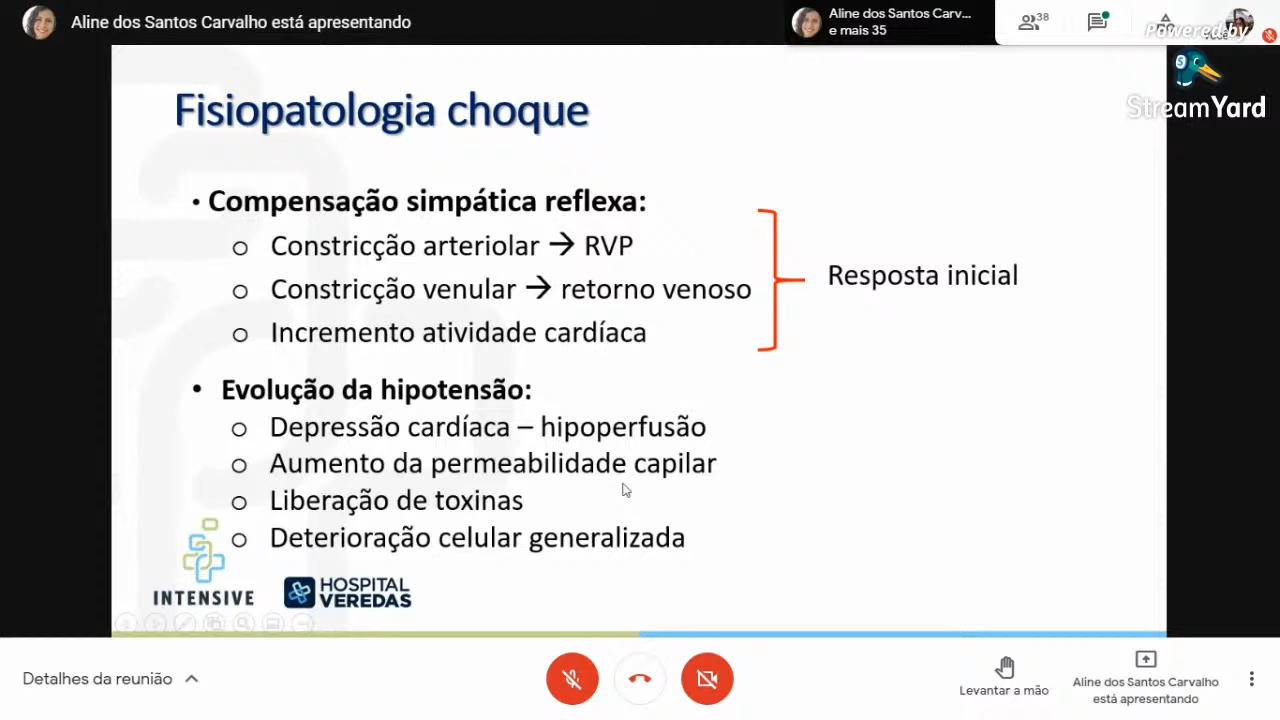 Aline dos Santos Carvalho está apresentando
Aline dos Santos Carv...
e mais 35
38
Powered by
StreamYard
Fisiopatologia choque
• Compensação simpática reflexa:
o Constricção arteriolar → RVP
o Constricção venular → retorno venoso
o Incremento atividade cardíaca
Resposta inicial
• Evolução da hipotensão:
o Depressão cardíaca – hipoperfusão
o Aumento da permeabilidade capilar
o Liberação de toxinas
o Deterioração celular generalizada
INTENSIVE
HOSPITAL
VEREDAS
Detalhes da reunião
Levantar a mão
Aline dos Santos Carvalho
está apresentando